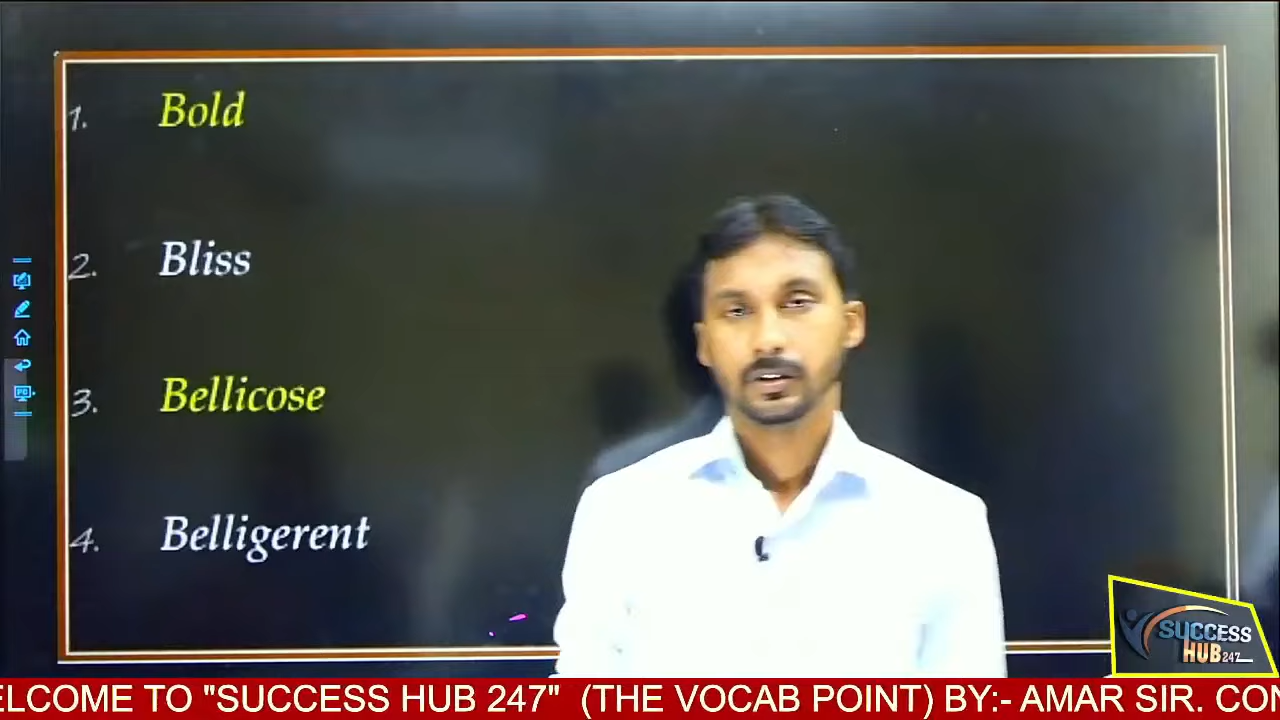 1. Bold
2. Bliss
3. Bellicose
4. Belligerent
SUCCESS
HUB 247
ELCOME TO "SUCCESS HUB 247" (THE VOCAB POINT) BY:- AMAR SIR. CON